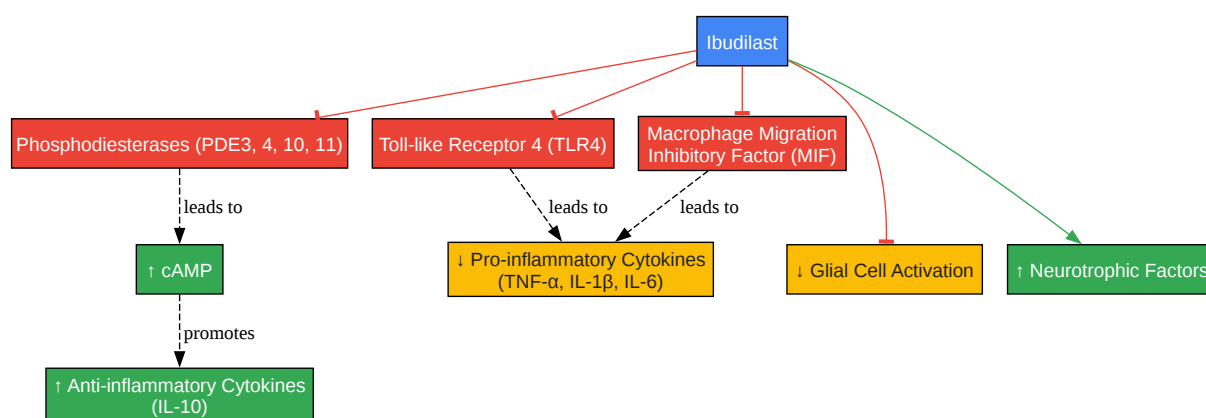 Ibudilast
Phosphodiesterases (PDE3, 4, 10, 11)
Toll-like Receptor 4 (TLR4)
Macrophage Migration
Inhibitory Factor (MIF)
leads to
leads to
leads to
↑ cAMP
↓ Pro-inflammatory Cytokines
(TNF-α, IL-1β, IL-6)
↓ Glial Cell Activation
↑ Neurotrophic Factors
promotes
↑ Anti-inflammatory Cytokines
(IL-10)